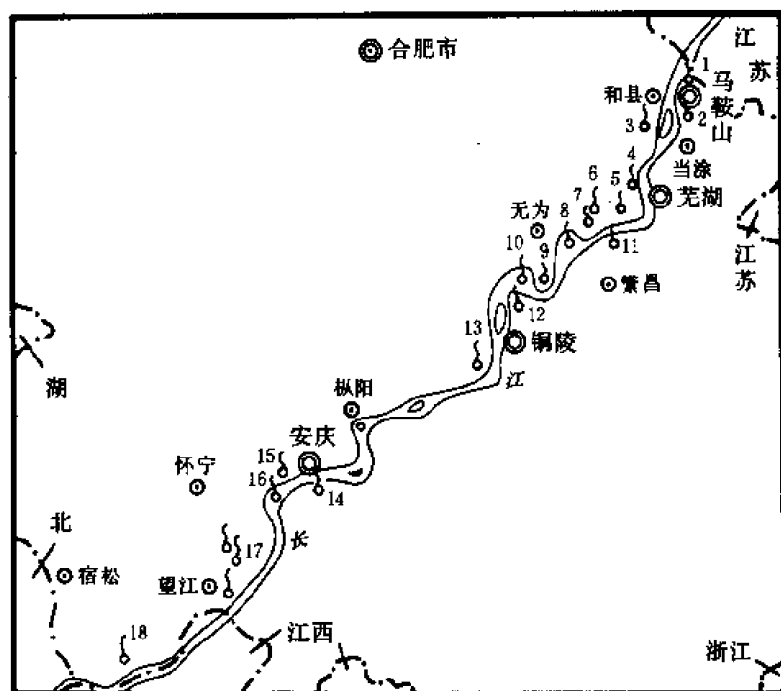 合肥市
江苏
1
马鞍山
和县
2
3
当涂
4
6
5
芜湖
7
无为
8
11
江苏
10
9
繁昌
12
13
铜陵
湖
江
枞阳
安庆
15
怀宁
16
14
北
长
17
宿松
望江
18
江西
浙江